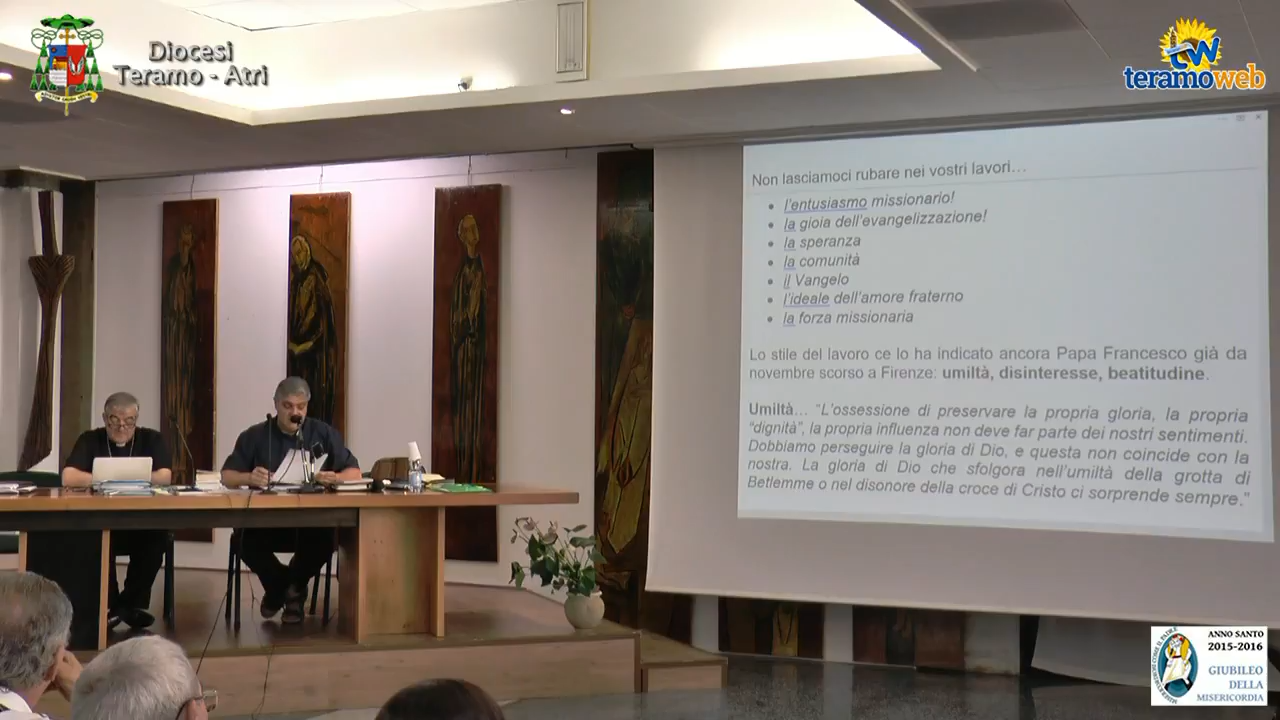 Diocesi
Teramo - Atri
TW
teramoweb
Non lasciamoci rubare nei vostri lavori…
• l'entusiasmo missionario!
• la gioia dell'evangelizzazione!
• la speranza
• la comunità
• il Vangelo
• l'ideale dell'amore fraterno
• la forza missionaria
Lo stile del lavoro ce lo ha indicato ancora Papa Francesco già da
novembre scorso a Firenze: umiltà, disinteresse, beatitudine.
Umiltà… “L'ossessione di preservare la propria gloria, la propria
“dignità”, la propria influenza non deve far parte dei nostri sentimenti.
Dobbiamo perseguire la gloria di Dio, e questa non coincide con la
nostra. La gloria di Dio che sfolgora nell'umiltà della grotta di
Betlemme o nel disonore della croce di Cristo ci sorprende sempre.”
ANNO SANTO
2015-2016
GIUBILEO
DELLA
MISERICORDIA